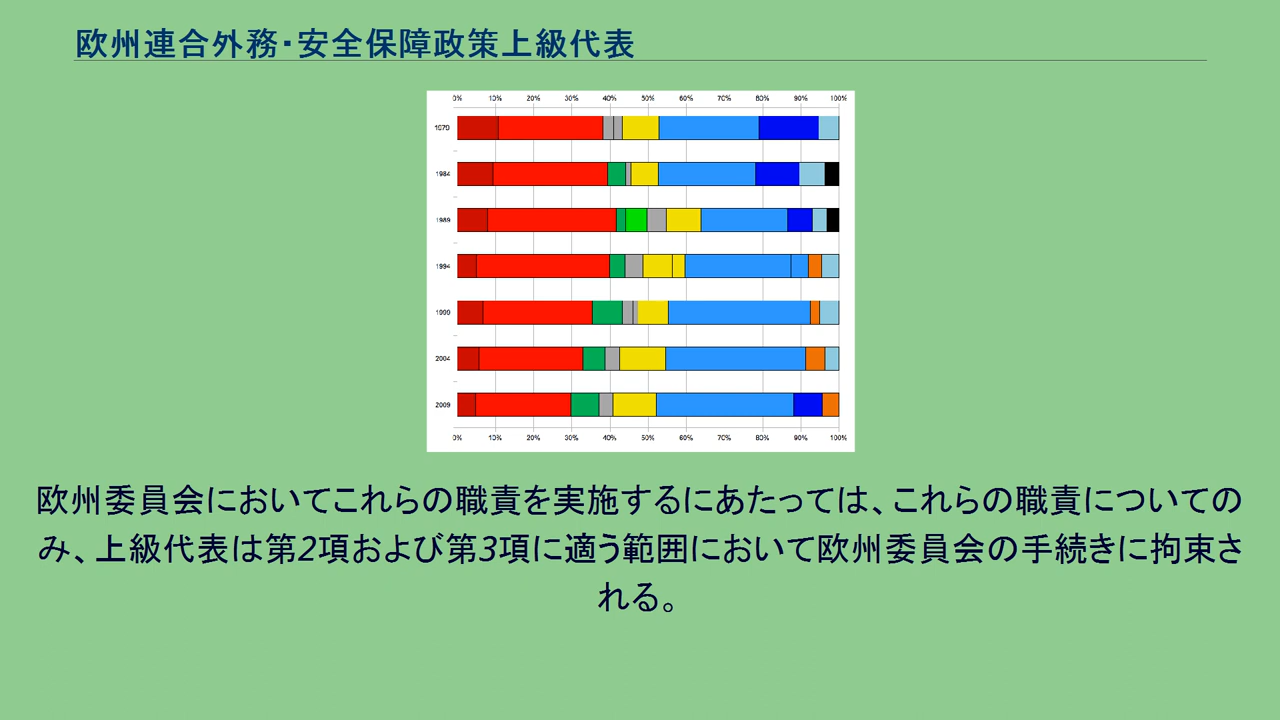 欧州連合外務・安全保障政策上級代表
0% 10% 20% 30% 40% 50% 60% 70% 80% 90% 100%
1979
1984
1989
1994
1999
2004
2009
0% 10% 20% 30% 40% 50% 60% 70% 80% 90% 100%
欧州委員会においてこれらの職責を実施するにあたっては、これらの職責についての
み、上級代表は第2項および第3項に適う範囲において欧州委員会の手続きに拘束さ
れる。